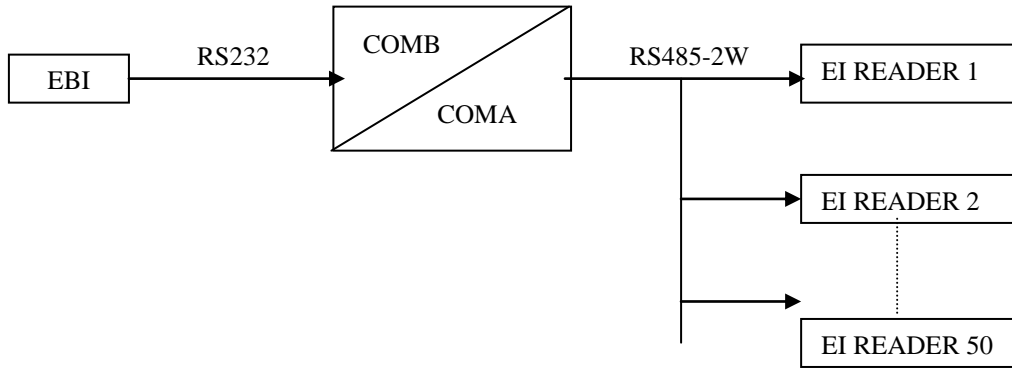 EBI
RS232
COMB
COMA
RS485-2W
EI READER 1
EI READER 2
EI READER 50